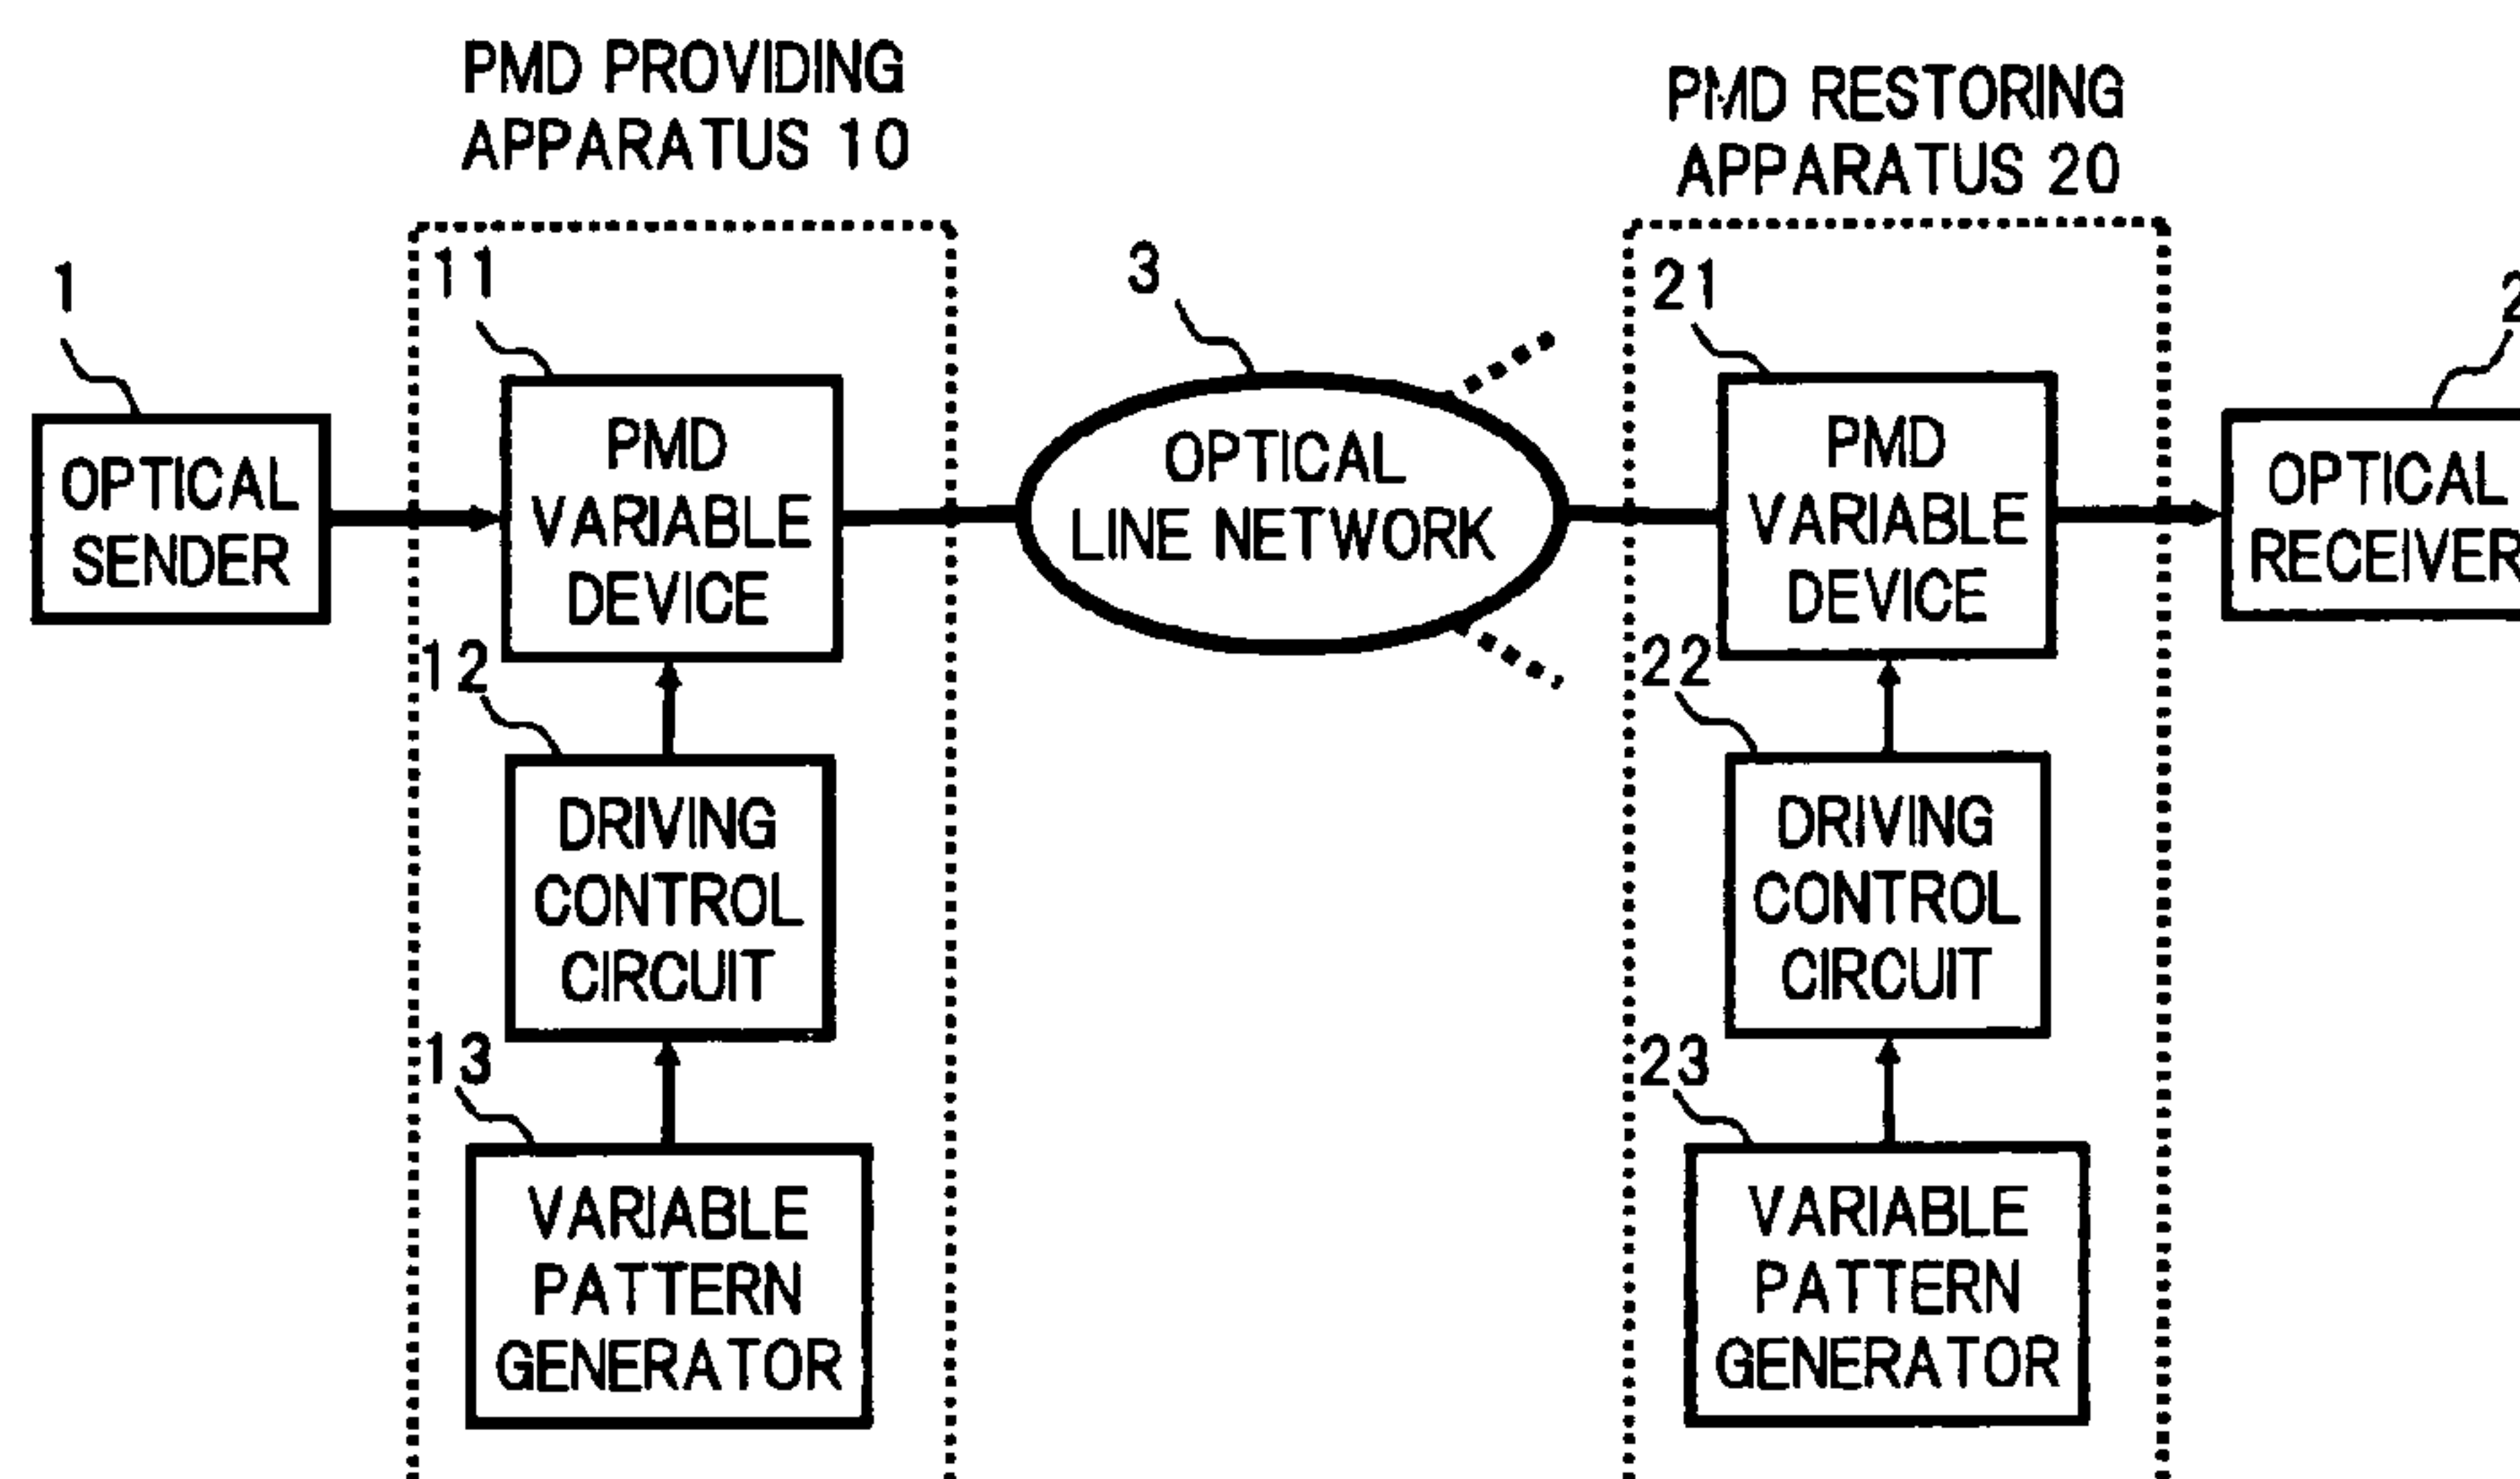 PMD PROVIDING
APPARATUS 10
PMD RESTORING
APPARATUS 20
1
11
3
21
2
OPTICAL
SENDER
PMD
VARIABLE
DEVICE
OPTICAL
LINE NETWORK
PMD
VARIABLE
DEVICE
OPTICAL
RECEIVER
12
22
DRIVING
CONTROL
CIRCUIT
DRIVING
CONTROL
CIRCUIT
13
23
VARIABLE
PATTERN
GENERATOR
VARIABLE
PATTERN
GENERATOR